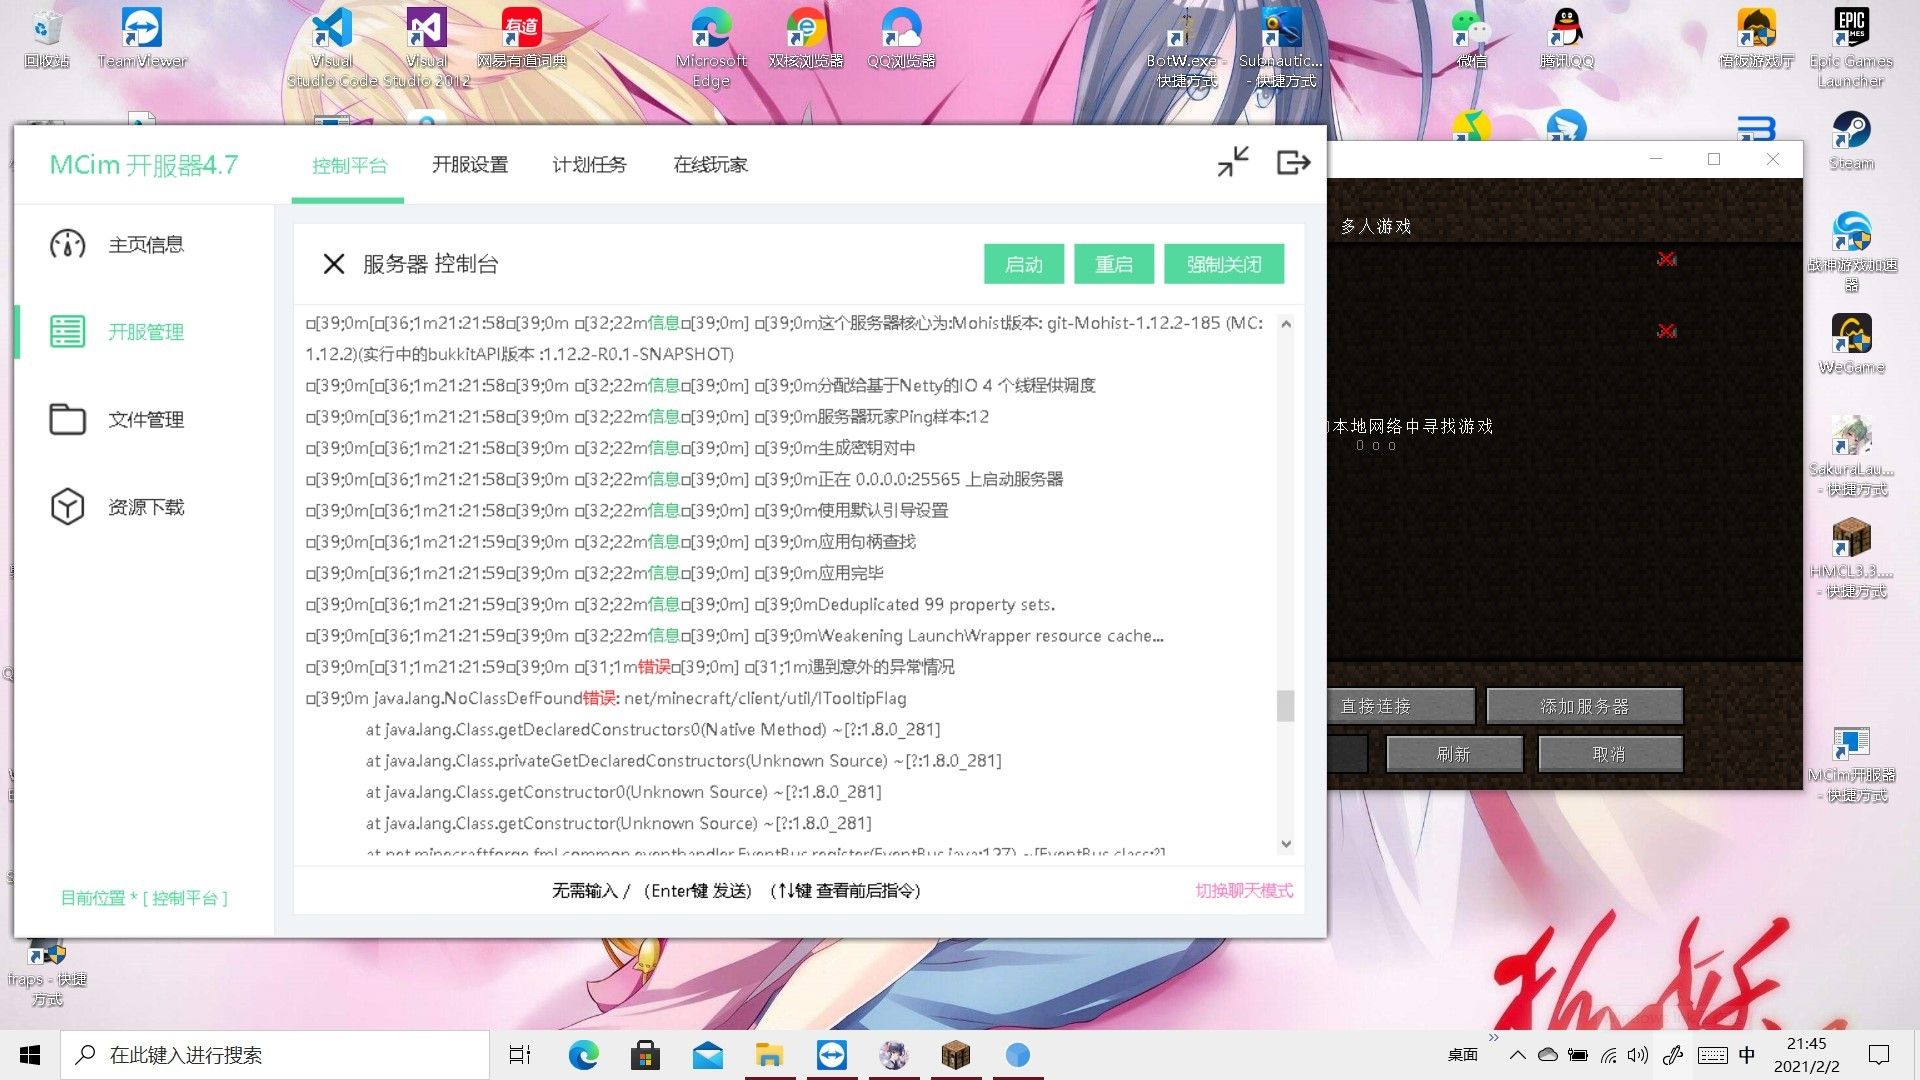 回收站
TeamViewer
Visual Studio Code
Visual Studio 2012
网易有道词典
Microsoft Edge
双核浏览器
QQ浏览器
BotW.exe - 快捷方式
Subnautic... - 快捷方式
微信
腾讯QQ
悟饭游戏厅
Epic Games Launcher
MCim 开服器4.7
控制平台
开服设置
计划任务
在线玩家
主页信息
开服管理
文件管理
资源下载
目前位置 * [ 控制平台 ]
服务器 控制台
启动
重启
强制关闭
□[39;0m[□[36;1m21:21:58□[39;0m □[32;22m信息□[39;0m] □[39;0m这个服务器核心为:Mohist版本: git-Mohist-1.12.2-185 (MC:
1.12.2)(实行中的bukkitAPI版本 :1.12.2-R0.1-SNAPSHOT)
□[39;0m[□[36;1m21:21:58□[39;0m □[32;22m信息□[39;0m] □[39;0m分配给基于Netty的IO 4 个线程供调度
□[39;0m[□[36;1m21:21:58□[39;0m □[32;22m信息□[39;0m] □[39;0m服务器玩家Ping样本:12
□[39;0m[□[36;1m21:21:58□[39;0m □[32;22m信息□[39;0m] □[39;0m生成密钥对中
□[39;0m[□[36;1m21:21:58□[39;0m □[32;22m信息□[39;0m] □[39;0m正在 0.0.0.0:25565 上启动服务器
□[39;0m[□[36;1m21:21:58□[39;0m □[32;22m信息□[39;0m] □[39;0m使用默认引导设置
□[39;0m[□[36;1m21:21:59□[39;0m □[32;22m信息□[39;0m] □[39;0m应用句柄查找
□[39;0m[□[36;1m21:21:59□[39;0m □[32;22m信息□[39;0m] □[39;0m应用完毕
□[39;0m[□[36;1m21:21:59□[39;0m □[32;22m信息□[39;0m] □[39;0mDeduplicated 99 property sets.
□[39;0m[□[36;1m21:21:59□[39;0m □[32;22m信息□[39;0m] □[39;0mWeakening LaunchWrapper resource cache...
□[39;0m[□[31;1m21:21:59□[39;0m □[31;1m错误□[39;0m] □[31;1m遇到意外的异常情况
□[39;0m java.lang.NoClassDefFound错误: net/minecraft/client/util/ITooltipFlag
at java.lang.Class.getDeclaredConstructors0(Native Method) ~[?:1.8.0_281]
at java.lang.Class.privateGetDeclaredConstructors(Unknown Source) ~[?:1.8.0_281]
at java.lang.Class.getConstructor0(Unknown Source) ~[?:1.8.0_281]
at java.lang.Class.getConstructor(Unknown Source) ~[?:1.8.0_281]
at net.minecraftforge.fml.common.eventhandler.EventBus.register(EventBus.java:127) ~[EventBus.class:?]
无需输入 / （Enter键 发送） （↑↓键 查看前后指令）
切换聊天模式
多人游戏
本地网络中寻找游戏
O o o
直接连接
添加服务器
刷新
取消
Steam
战神游戏加速器
WeGame
SakuraLau... - 快捷方式
HMCL3.3.... - 快捷方式
MCim开服器 - 快捷方式
fraps - 快捷方式
在此键入进行搜索
桌面
中
21:45
2021/2/2